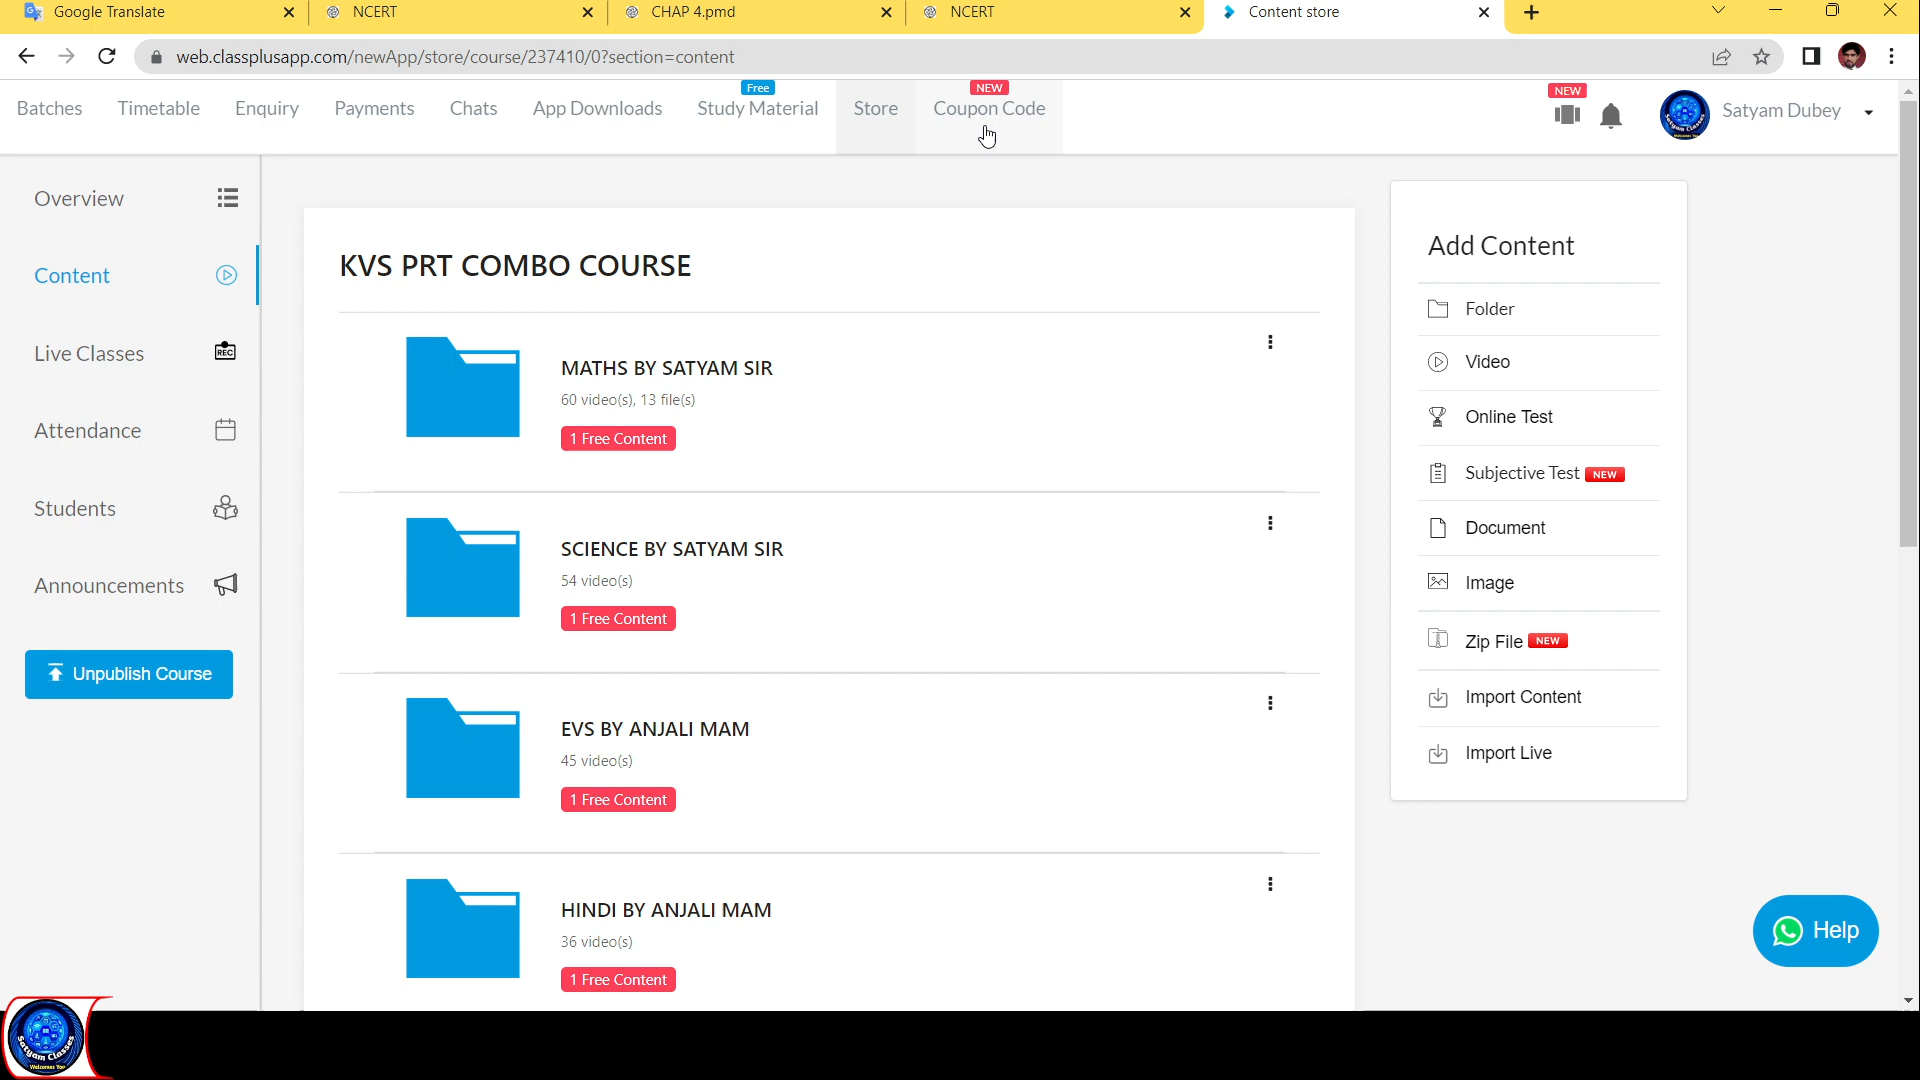 Google Translate
NCERT
CHAP 4.pmd
NCERT
Content store
web.classplusapp.com/newApp/store/course/237410/0?section=content
Free
NEW
NEW
Batches
Timetable
Enquiry
Payments
Chats
App Downloads
Study Material
Store
Coupon Code
Satyam Dubey
Overview
Content
Live Classes
REC
Attendance
Students
Announcements
Unpublish Course
KVS PRT COMBO COURSE
MATHS BY SATYAM SIR
60 video(s), 13 file(s)
1 Free Content
SCIENCE BY SATYAM SIR
54 video(s)
1 Free Content
EVS BY ANJALI MAM
45 video(s)
1 Free Content
HINDI BY ANJALI MAM
36 video(s)
1 Free Content
Add Content
Folder
Video
Online Test
Subjective Test NEW
Document
Image
Zip File NEW
Import Content
Import Live
Help
Satyam Classes
Welcomes You